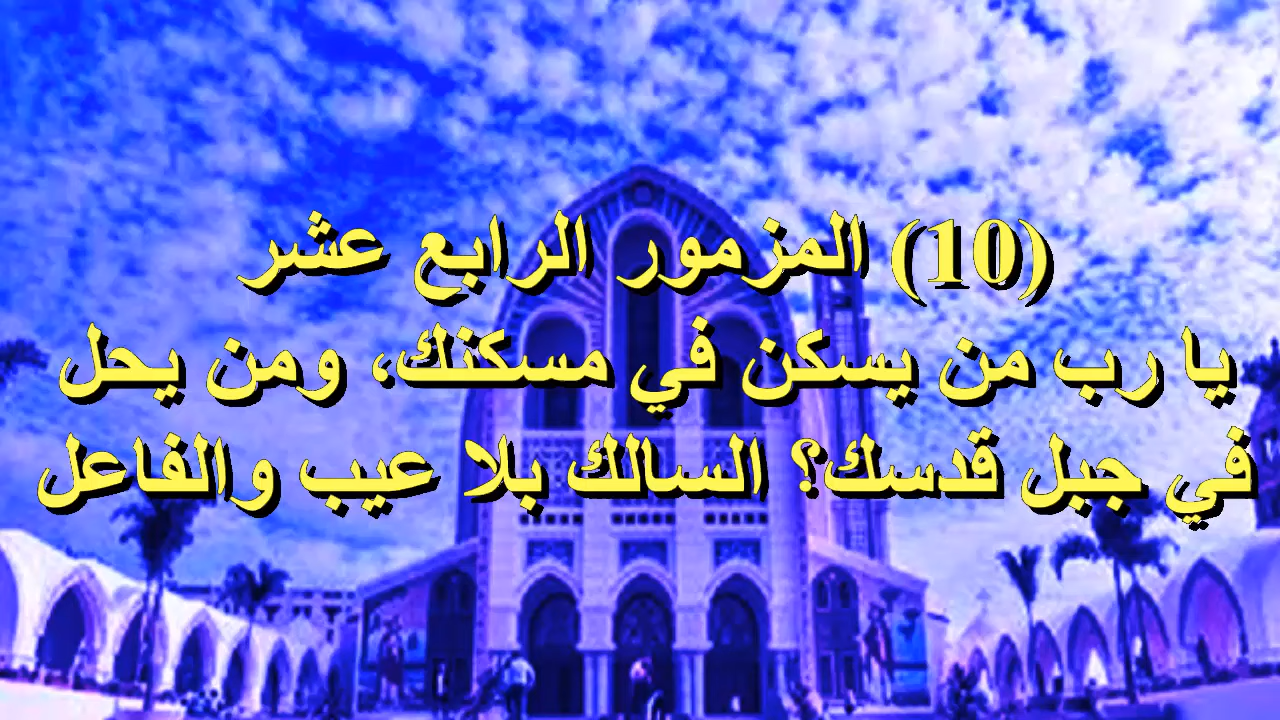 (10) المزمور الرابع عشر
يا رب من يسكن في مسكنك، ومن يحل
في جبل قدسك؟ السالك بلا عيب والفاعل